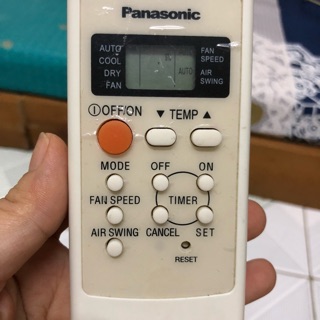 Panasonic
AUTO
COOL
DRY
FAN
AUTO
FAN
SPEED
AIR
SWING
OFF/ON
▼ TEMP ▲
MODE OFF ON
FAN SPEED TIMER
AIR SWING CANCEL SET
RESET